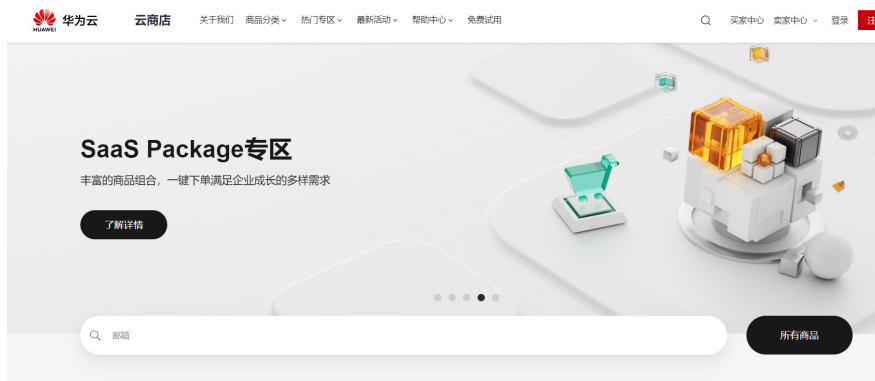 HUAWEI 华为云 云商店 关于我们 商品分类 热门专区 最新活动 帮助中心 免费试用 买家中心 卖家中心 登录 注
SaaS Package专区
丰富的商品组合，一键下单满足企业成长的多样需求
了解详情
邮箱 所有商品